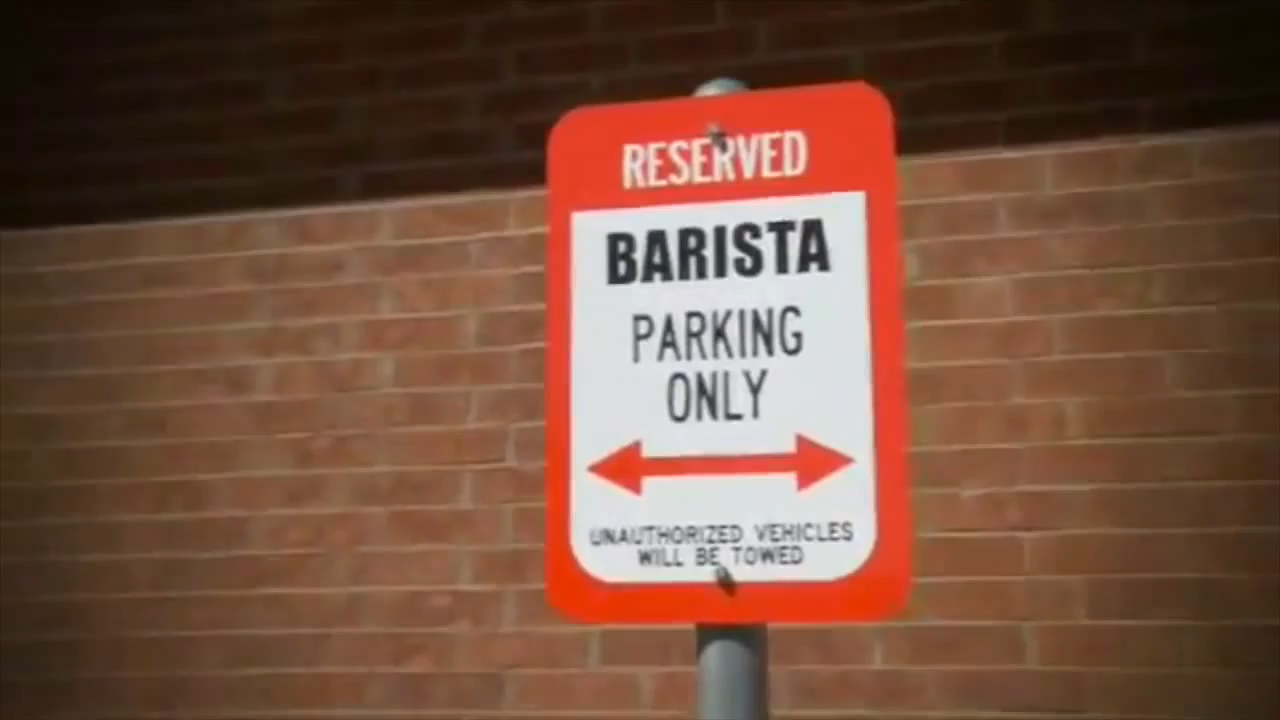 RESERVED
BARISTA
PARKING
ONLY
UNAUTHORIZED VEHICLES
WILL BE TOWED